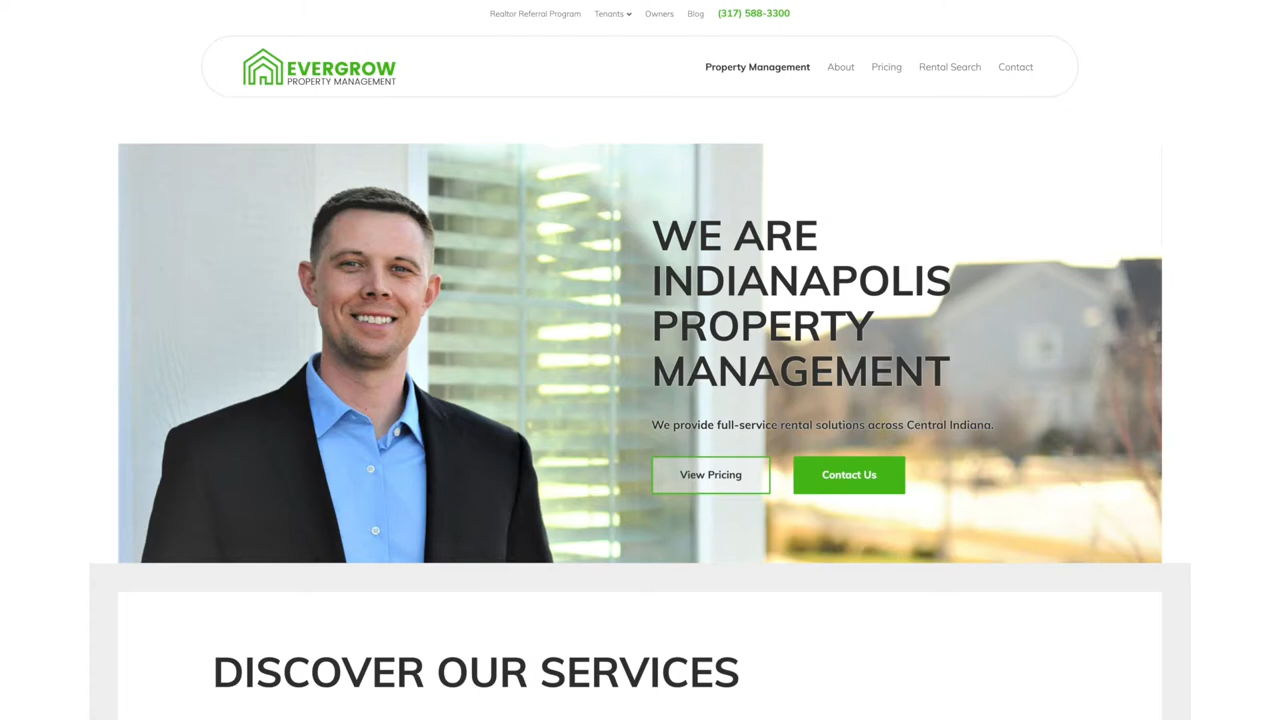 Realtor Referral Program Tenants Owners Blog (317) 588-3300
EVERGROW
PROPERTY MANAGEMENT
Property Management About Pricing Rental Search Contact
WE ARE
INDIANAPOLIS
PROPERTY
MANAGEMENT
We provide full-service rental solutions across Central Indiana.
View Pricing Contact Us
DISCOVER OUR SERVICES